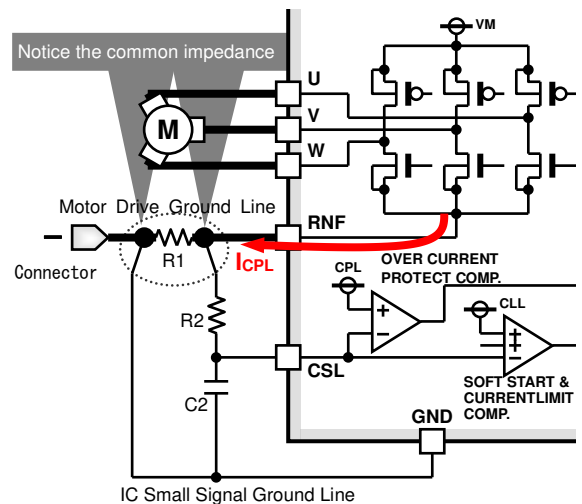 Notice the common impedance
VM
U
V
W
M
Motor Drive Ground Line
RNF
R1
Connector
ICPL
OVER CURRENT
PROTECT COMP.
CPL
CLL
R2
CSL
SOFT START &
CURRENTLIMIT
COMP.
C2
GND
IC Small Signal Ground Line